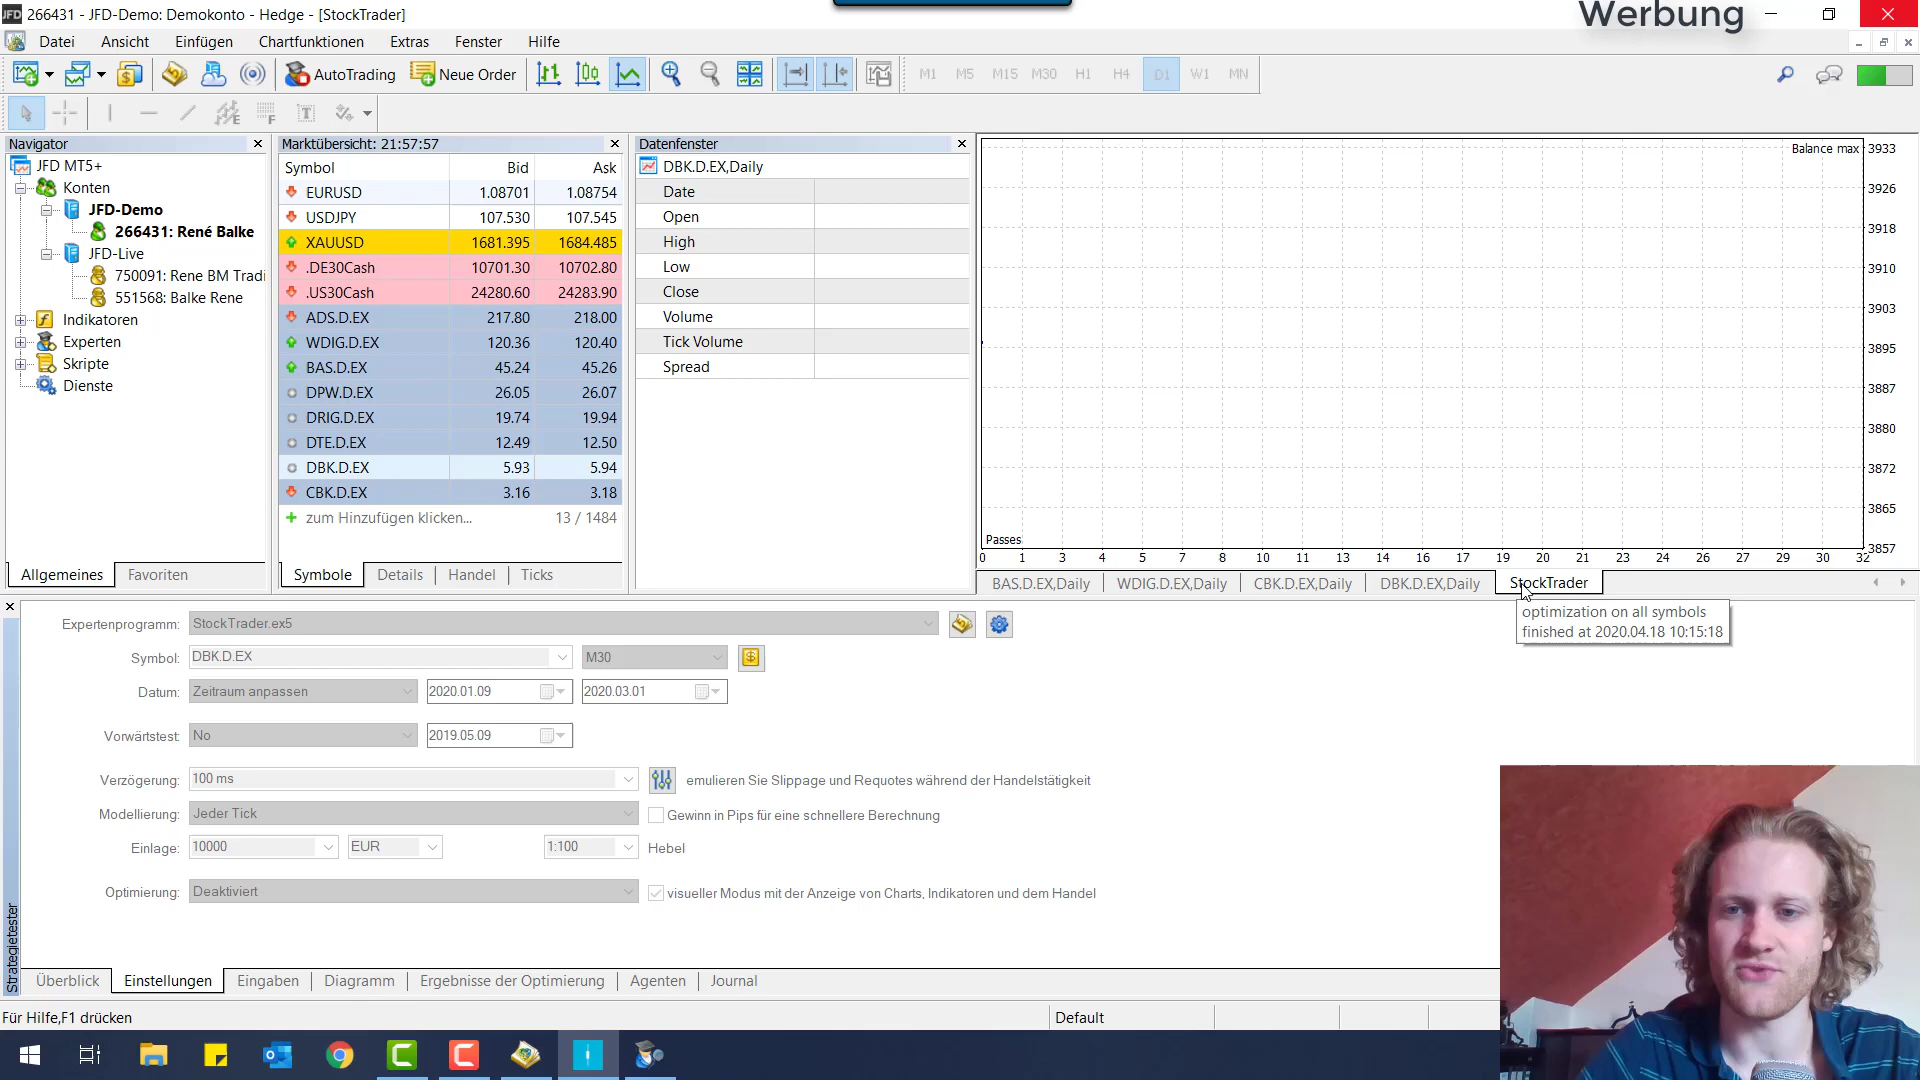 266431 - JFD-Demo: Demokonto - Hedge - [StockTrader]
Werbung
Datei Ansicht Einfügen Chartfunktionen Extras Fenster Hilfe
AutoTrading Neue Order M1 M5 M15 M30 H1 H4 D1 W1 MN
Navigator
JFD MT5+
Konten
JFD-Demo
266431: René Balke
JFD-Live
750091: Rene BM Tradi
551568: Balke Rene
Indikatoren
Experten
Skripte
Dienste
Allgemeines Favoriten
Marktübersicht: 21:57:57
Symbol Bid Ask
EURUSD 1.08701 1.08754
USDJPY 107.530 107.545
XAUUSD 1681.395 1684.485
.DE30Cash 10701.30 10702.80
.US30Cash 24280.60 24283.90
ADS.D.EX 217.80 218.00
WDIG.D.EX 120.36 120.40
BAS.D.EX 45.24 45.26
DPW.D.EX 26.05 26.07
DRIG.D.EX 19.74 19.94
DTE.D.EX 12.49 12.50
DBK.D.EX 5.93 5.94
CBK.D.EX 3.16 3.18
zum Hinzufügen klicken... 13 / 1484
Symbole Details Handel Ticks
Datenfenster
DBK.D.EX,Daily
Date
Open
High
Low
Close
Volume
Tick Volume
Spread
Balance max 3933
3926
3918
3910
3903
3895
3887
3880
3872
3865
3857
Passes
0 1 3 4 5 7 8 10 11 13 14 16 17 19 20 21 23 24 26 27 29 30 32
BAS.D.EX,Daily WDIG.D.EX,Daily CBK.D.EX,Daily DBK.D.EX,Daily StockTrader
optimization on all symbols
finished at 2020.04.18 10:15:18
Expertenprogramm: StockTrader.ex5
Symbol: DBK.D.EX M30
Datum: Zeitraum anpassen 2020.01.09 2020.03.01
Vorwärtstest: No 2019.05.09
Verzögerung: 100 ms emulieren Sie Slippage und Requotes während der Handelstätigkeit
Modellierung: Jeder Tick Gewinn in Pips für eine schnellere Berechnung
Einlage: 10000 EUR 1:100 Hebel
Optimierung: Deaktiviert visueller Modus mit der Anzeige von Charts, Indikatoren und dem Handel
Strategietester
Überblick Einstellungen Eingaben Diagramm Ergebnisse der Optimierung Agenten Journal
Für Hilfe,F1 drücken
Default